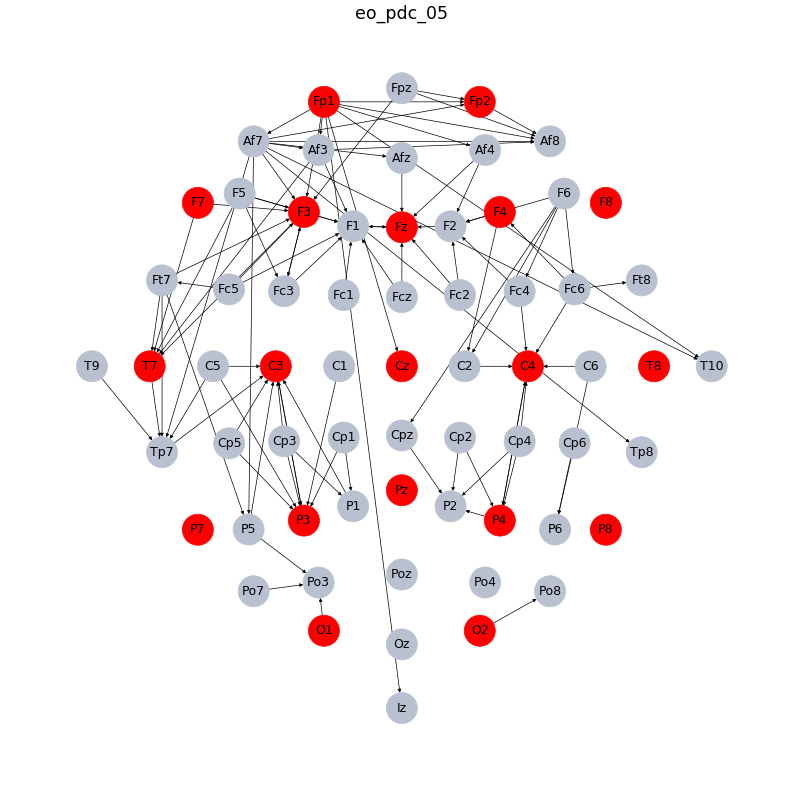 eo_pdc_05
Fpz
Fp1 Fp2
Af7 Af8
Af3 Af4
Afz
F5 F6
F7 F8
F3 F4
F1 Fz F2
Ft7 Ft8
Fc5 Fc3 Fc4 Fc6
Fc1 Fcz Fc2
T9 T7 C5 C3 C1 Cz C2 C4 C6 T8 T10
Cpz
Cp5 Cp3 Cp1 Cp2 Cp4 Cp6
Tp7 Tp8
Pz
P1 P2
P3 P4
P7 P5 P6 P8
Poz
Po3 Po4
Po7 Po8
O1 O2
Oz
Iz